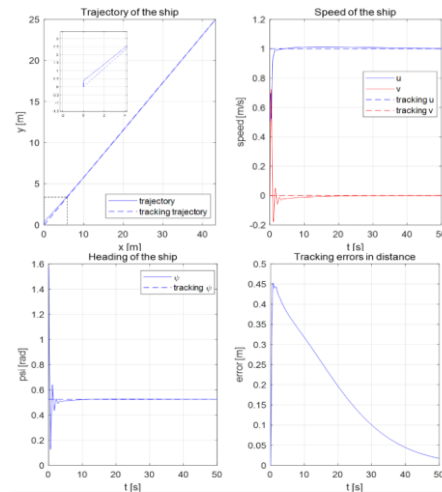 Trajectory of the ship
25
20
15
10
5
0
y [m]
0 2 4
trajectory
tracking trajectory
0 10 20 30 40
x [m]
Speed of the ship
1.2
1
0.8
0.6
0.4
0.2
0
-0.2
speed [m/s]
u
v
tracking u
tracking v
0 10 20 30 40 50
t [s]
Heading of the ship
1.6
1.4
1.2
1
0.8
0.6
0.4
0.2
0
psi [rad]
ψ
tracking ψ
0 10 20 30 40 50
t [s]
Tracking errors in distance
0.5
0.45
0.4
0.35
0.3
0.25
0.2
0.15
0.1
0.05
0
error [m]
0 10 20 30 40 50
t [s]